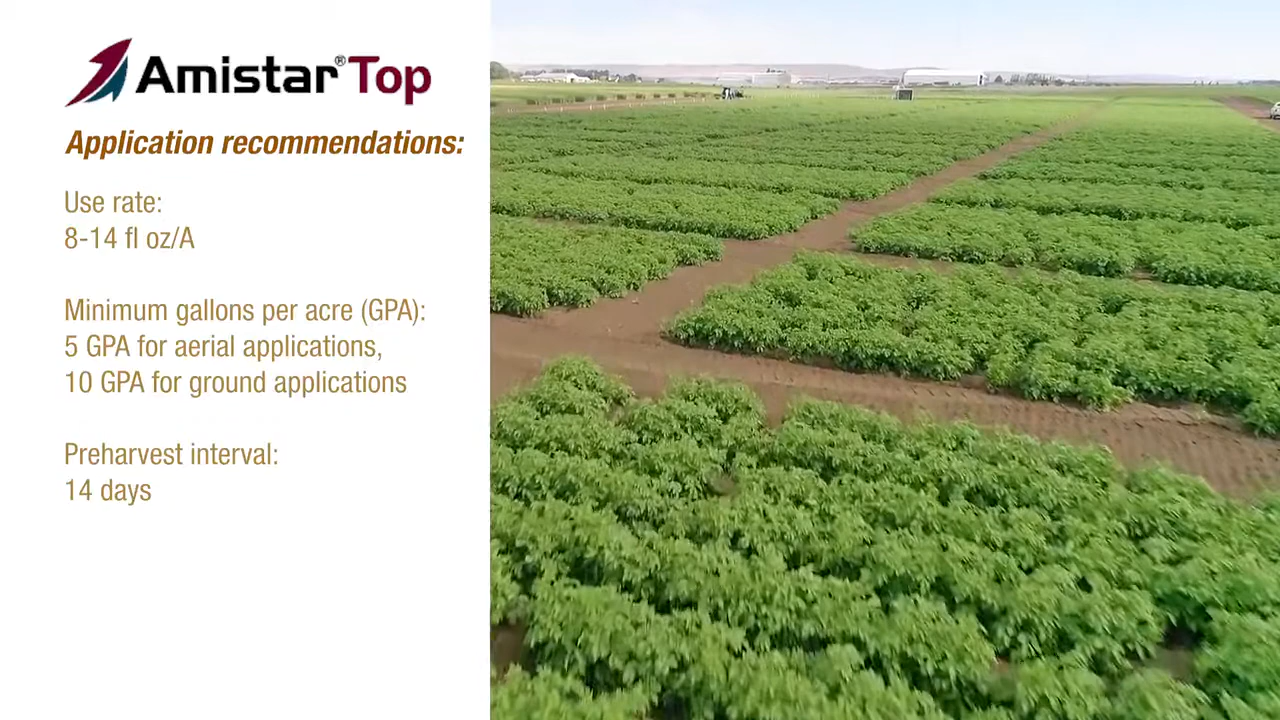 Amistar® Top
Application recommendations:
Use rate:
8-14 fl oz/A
Minimum gallons per acre (GPA):
5 GPA for aerial applications,
10 GPA for ground applications
Preharvest interval:
14 days